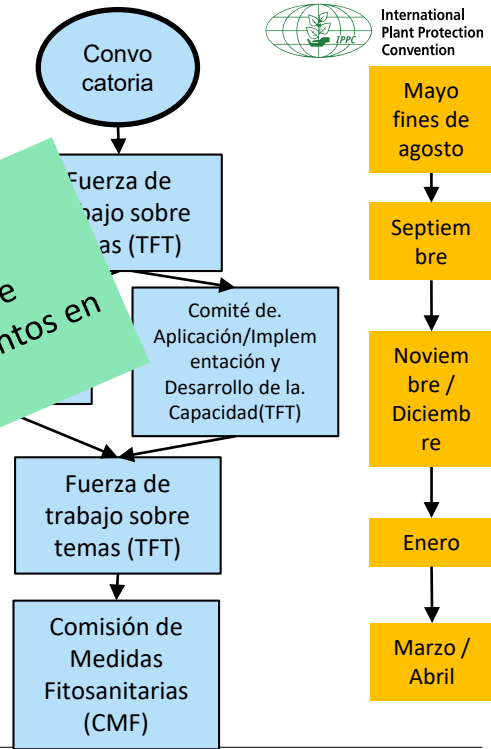 Convo
catoria
IPPC
International
Plant Protection
Convention
Mayo
fines de
agosto
Fuerza de
bajo sobre
as (TFT)
Septiem
bre
e
ntos en
Comité de.
Aplicación/Implem
entación y
Desarrollo de la.
Capacidad(TFT)
Noviem
bre /
Diciemb
re
Fuerza de
trabajo sobre
temas (TFT)
Enero
Comisión de
Medidas
Fitosanitarias
(CMF)
Marzo /
Abril